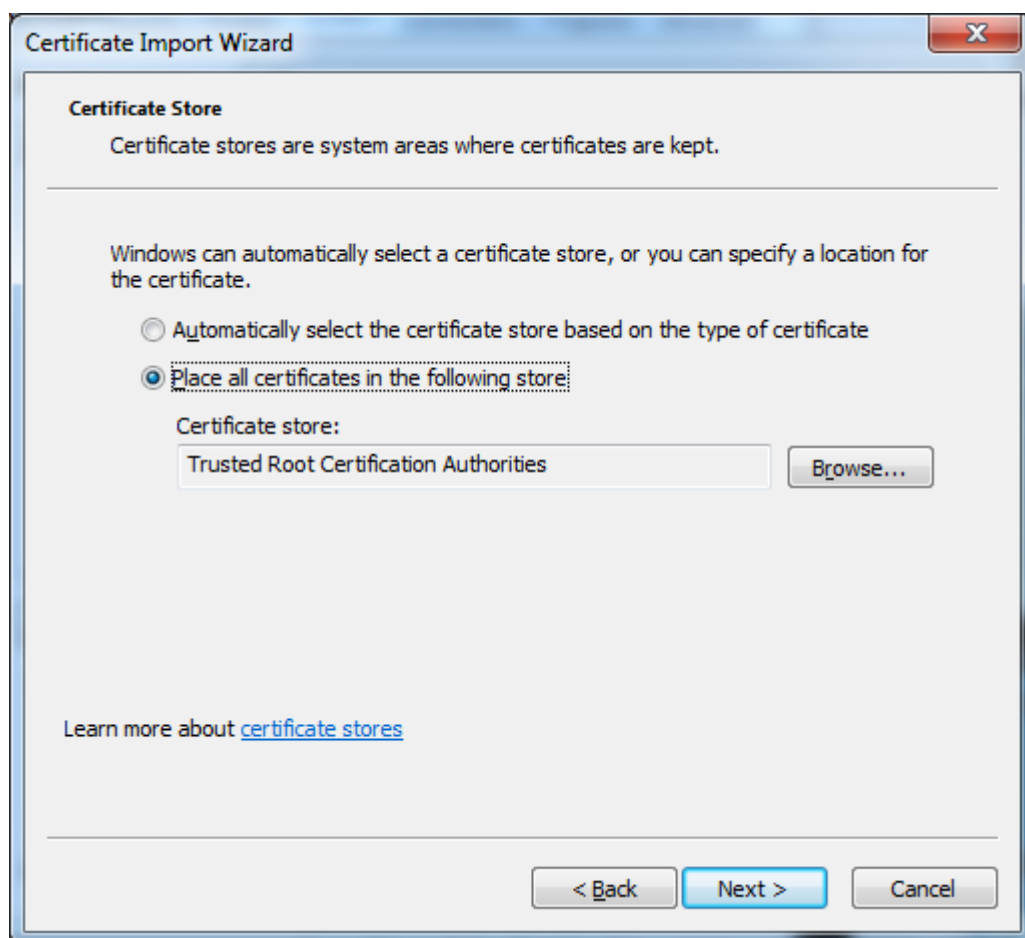 Certificate Import Wizard
Certificate Store
Certificate stores are system areas where certificates are kept.
Windows can automatically select a certificate store, or you can specify a location for
the certificate.
Automatically select the certificate store based on the type of certificate
Place all certificates in the following store
Certificate store:
Trusted Root Certification Authorities
Browse...
Learn more about certificate stores
< Back
Next >
Cancel